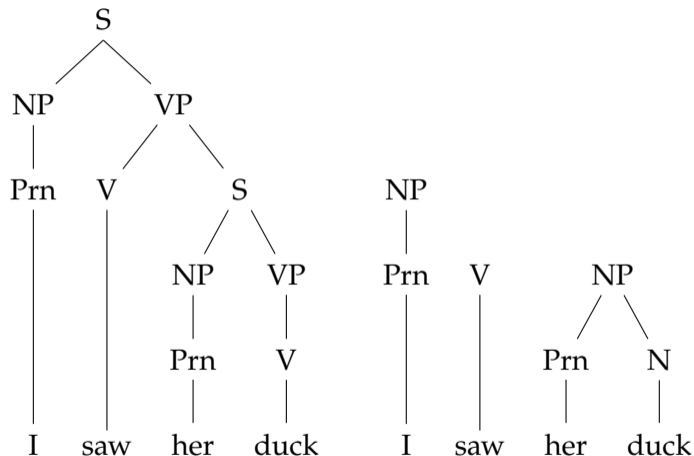 S
NP VP
Prn V S NP
NP VP Prn V NP
Prn V Prn N
I saw her duck I saw her duck